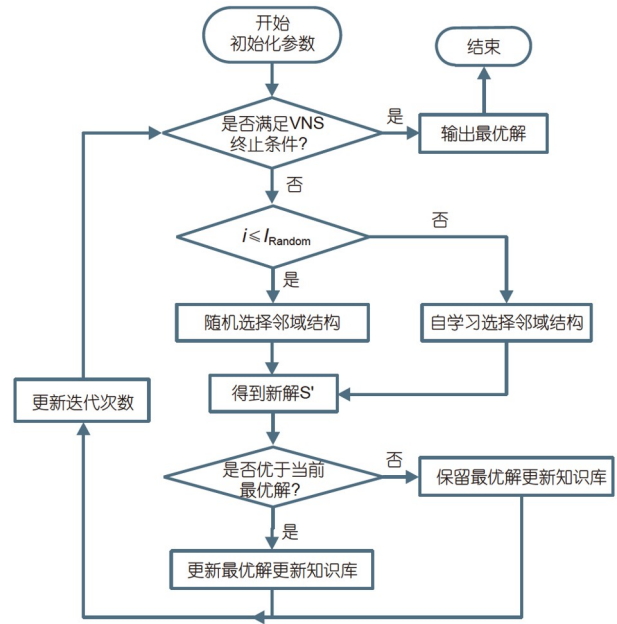 开始
初始化参数
结束
是否满足VNS
终止条件?
是
输出最优解
否
i≤I_Random
否
是
随机选择邻域结构
自学习选择邻域结构
更新迭代次数
得到新解S'
是否优于当前
最优解?
否
保留最优解更新知识库
是
更新最优解更新知识库